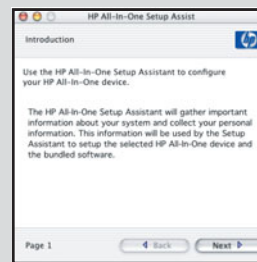 HP All-In-One Setup Assist
Introduction
hp
Use the HP All-In-One Setup Assistant to configure
your HP All-In-One device.
The HP All-In-One Setup Assistant will gather important
information about your system and collect your personal
information. This information will be used by the Setup
Assistant to setup the selected HP All-In-One device and
the bundled software.
Page 1
Back
Next